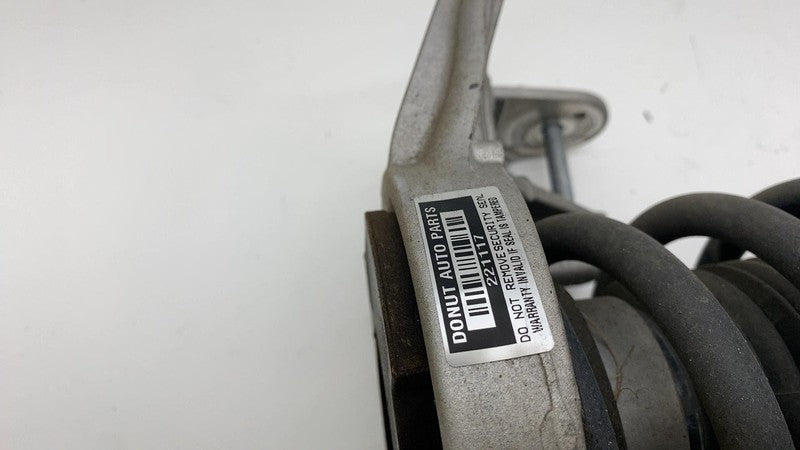 DONUT AUTO PARTS
221117
DO NOT REMOVE SECURITY SEAL
WARRANTY INVALID IF SEAL IS TAMPERED